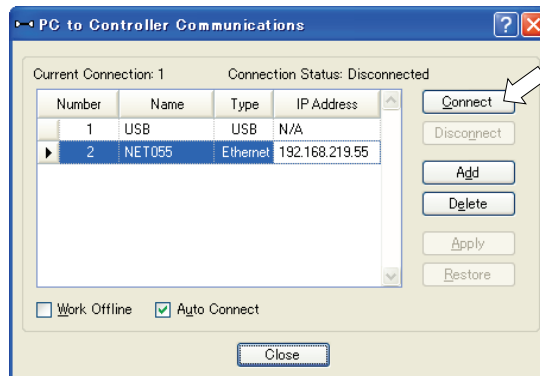 PC to Controller Communications
Current Connection: 1 Connection Status: Disconnected
Number Name Type IP Address
1 USB USB N/A
2 NET055 Ethernet 192.168.219.55
Connect
Disconnect
Add
Delete
Apply
Restore
Work Offline Auto Connect
Close